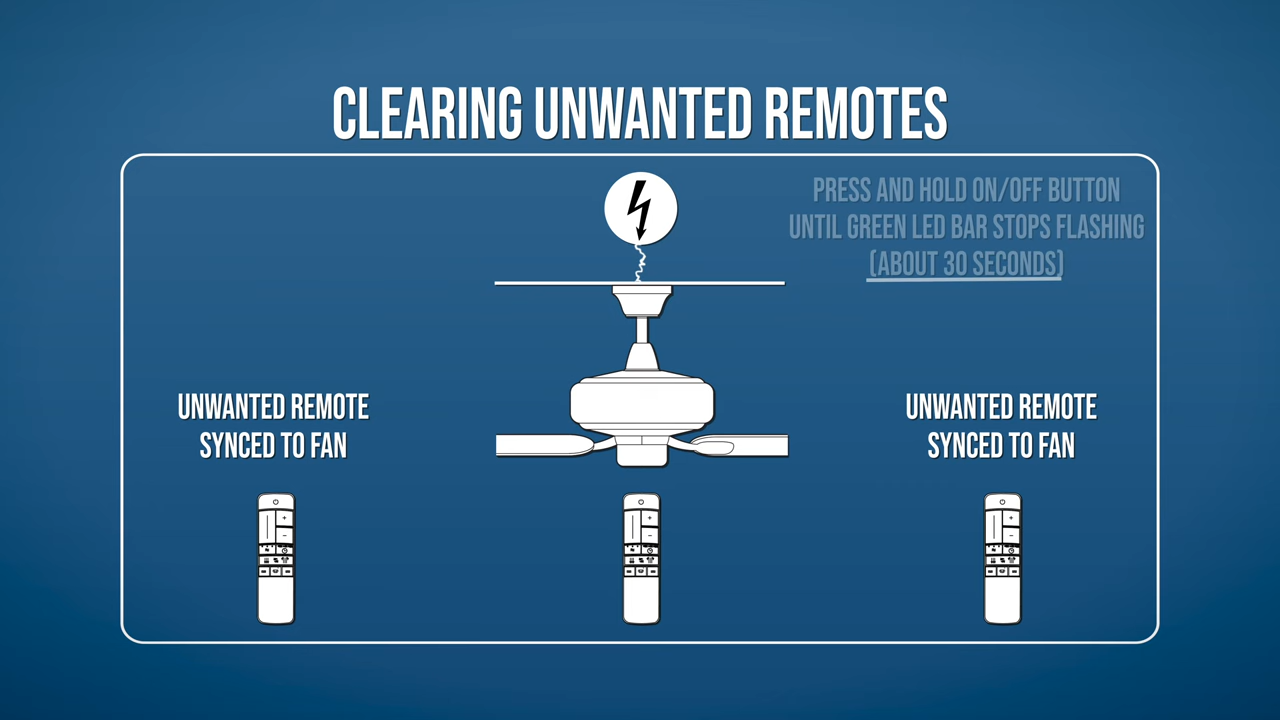 CLEARING UNWANTED REMOTES
PRESS AND HOLD ON/OFF BUTTON
UNTIL GREEN LED BAR STOPS FLASHING
(ABOUT 30 SECONDS)
UNWANTED REMOTE
SYNCED TO FAN
UNWANTED REMOTE
SYNCED TO FAN